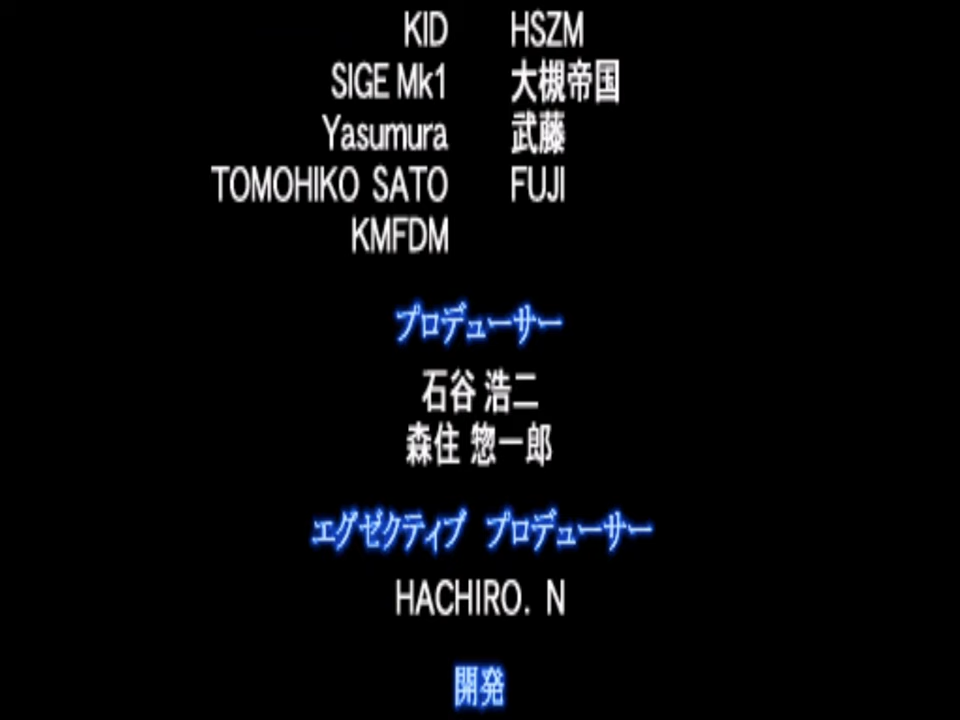 KID HSZM
SIGE Mk1 大槻帝国
Yasumura 武藤
TOMOHIKO SATO FUJI
KMFDM
プロデューサー
石谷 浩二
森住 惣一郎
エグゼクティブ プロデューサー
HACHIRO. N
開発